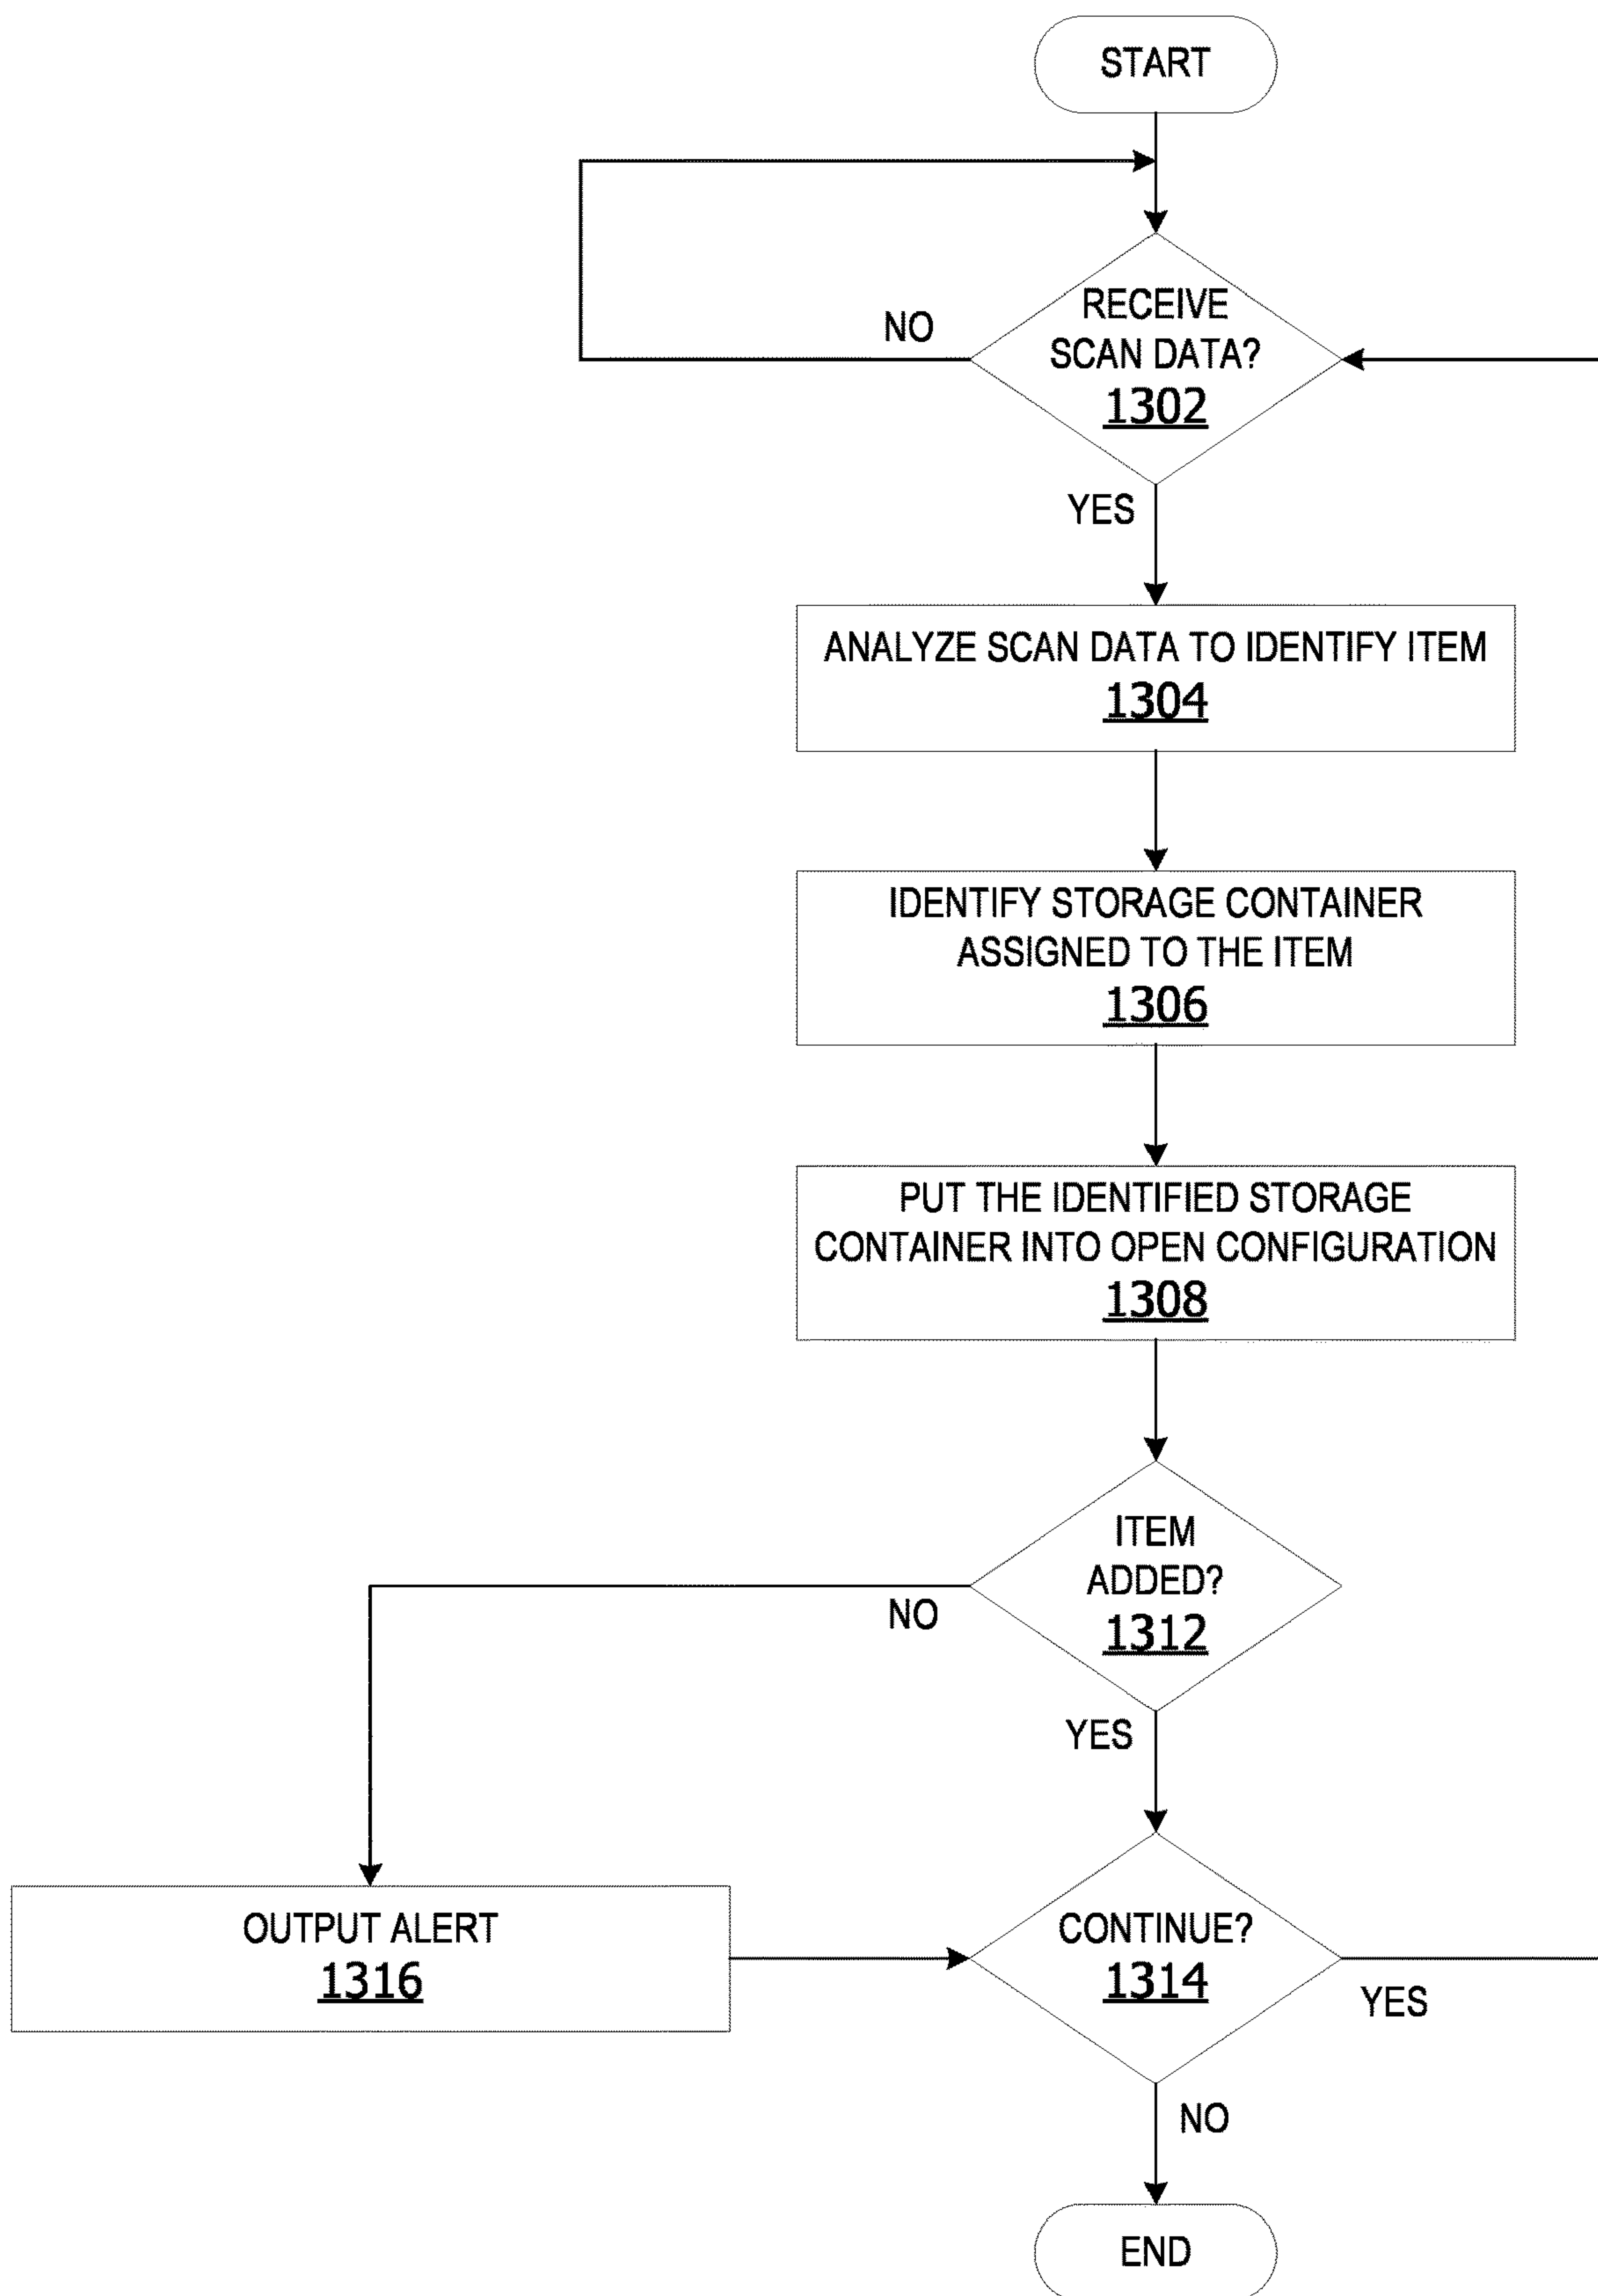 START
NO
RECEIVE
SCAN DATA?
1302
YES
ANALYZE SCAN DATA TO IDENTIFY ITEM
1304
IDENTIFY STORAGE CONTAINER
ASSIGNED TO THE ITEM
1306
PUT THE IDENTIFIED STORAGE
CONTAINER INTO OPEN CONFIGURATION
1308
ITEM
ADDED?
1312
NO
YES
OUTPUT ALERT
1316
CONTINUE?
1314
YES
NO
END